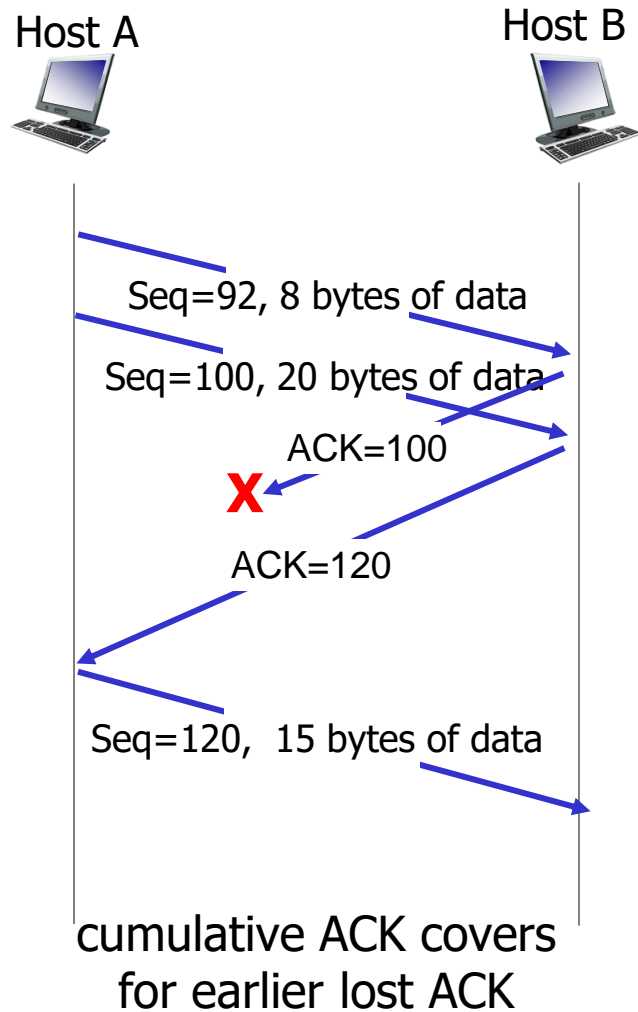 Host A
Host B
Seq=92, 8 bytes of data
Seq=100, 20 bytes of data
ACK=100
X
ACK=120
Seq=120, 15 bytes of data
cumulative ACK covers
for earlier lost ACK